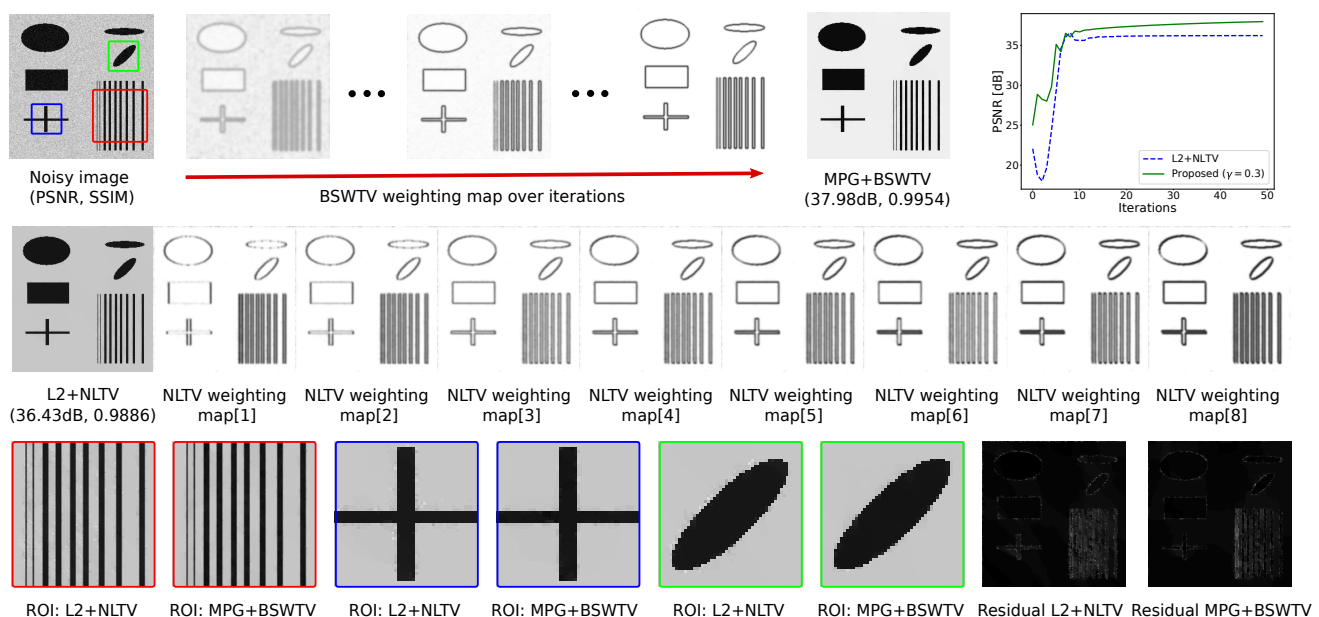 Noisy image
(PSNR, SSIM)
BSWTV weighting map over iterations
MPG+BSWTV
(37.98dB, 0.9954)
PSNR [dB]
35
30
25
20
L2+NLTV
Proposed (γ = 0.3)
0 10 20 30 40 50
Iterations
L2+NLTV
(36.43dB, 0.9886)
NLTV weighting
map[1]
NLTV weighting
map[2]
NLTV weighting
map[3]
NLTV weighting
map[4]
NLTV weighting
map[5]
NLTV weighting
map[6]
NLTV weighting
map[7]
NLTV weighting
map[8]
ROI: L2+NLTV
ROI: MPG+BSWTV
ROI: L2+NLTV
ROI: MPG+BSWTV
ROI: L2+NLTV
ROI: MPG+BSWTV
Residual L2+NLTV
Residual MPG+BSWTV